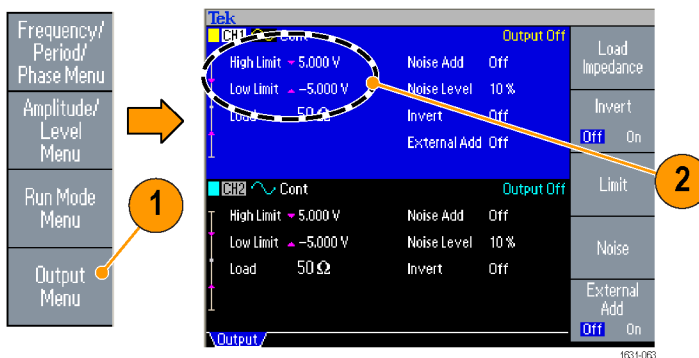 Frequency/
Period/
Phase Menu
Amplitude/
Level
Menu
Run Mode
Menu
Output
Menu
1
Tek
CH1 Cont Output Off
High Limit 5.000 V Noise Add Off
Low Limit −5.000 V Noise Level 10 %
Load 50 Ω Invert Off
External Add Off
CH2 Cont Output Off
High Limit 5.000 V Noise Add Off
Low Limit −5.000 V Noise Level 10 %
Load 50 Ω Invert Off
Output
Load
Impedance
Invert
Off On
Limit
Noise
External
Add
Off On
2
1631-063